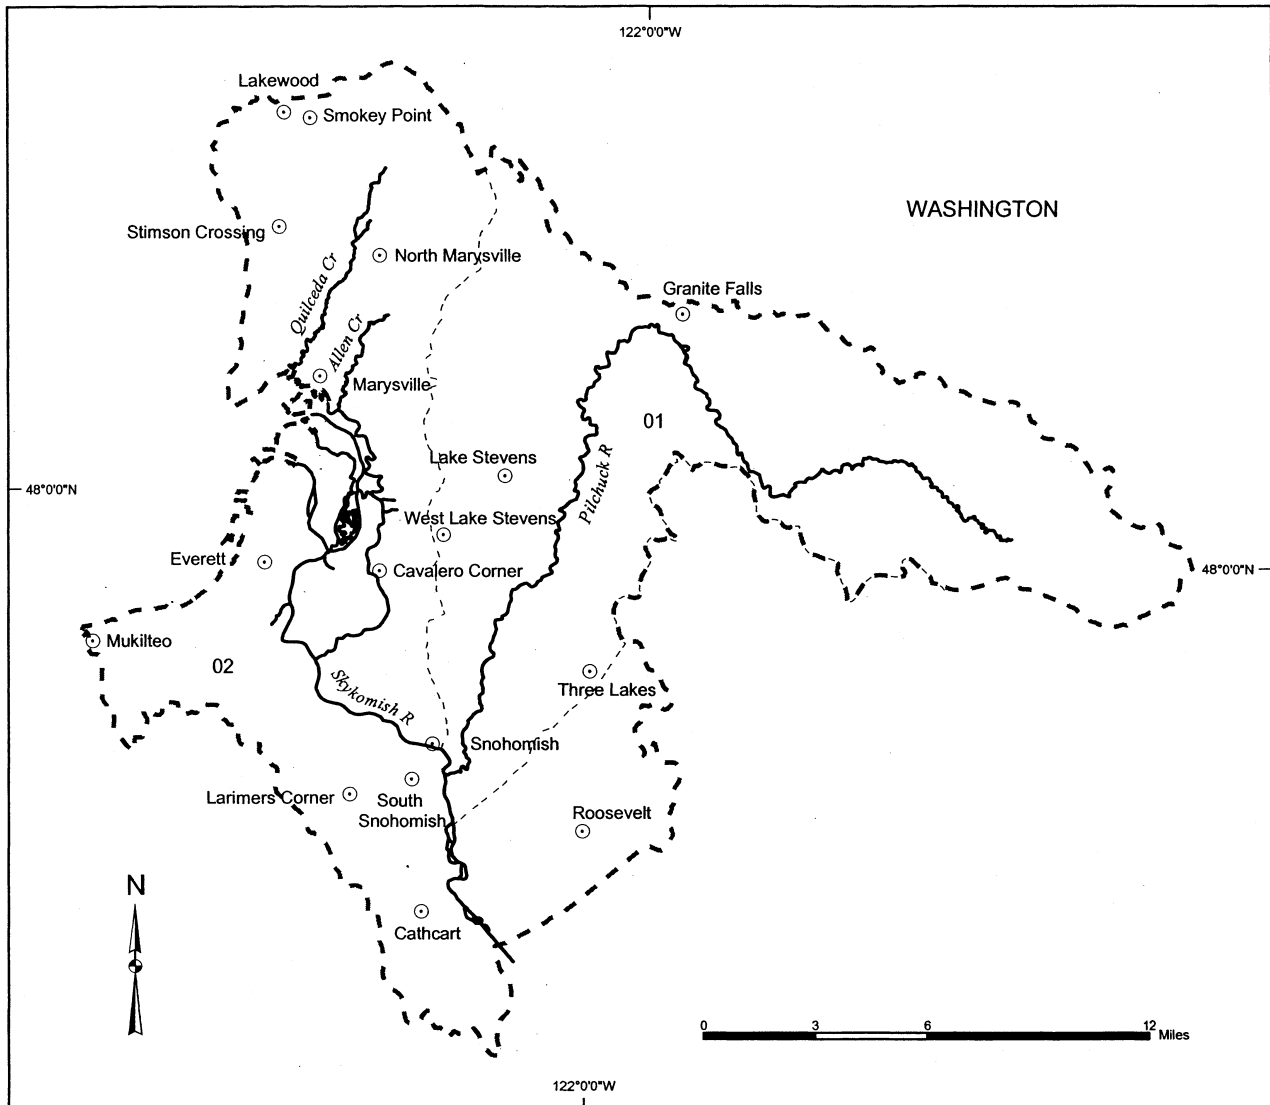 122°0'0"W
Lakewood
Smokey Point
WASHINGTON
Stimson Crossing
North Marysville
Quilceda Cr
Granite Falls
Allen Cr
Marysville
01
Lake Stevens
Pilchuck R
48°0'0"N
West Lake Stevens
Everett
Cavalero Corner
48°0'0"N
Mukilteo
02
Three Lakes
Skykomish R
Snohomish
Larimers Corner
South
Snohomish
Roosevelt
N
Cathcart
0 3 6 12
Miles
122°0'0"W